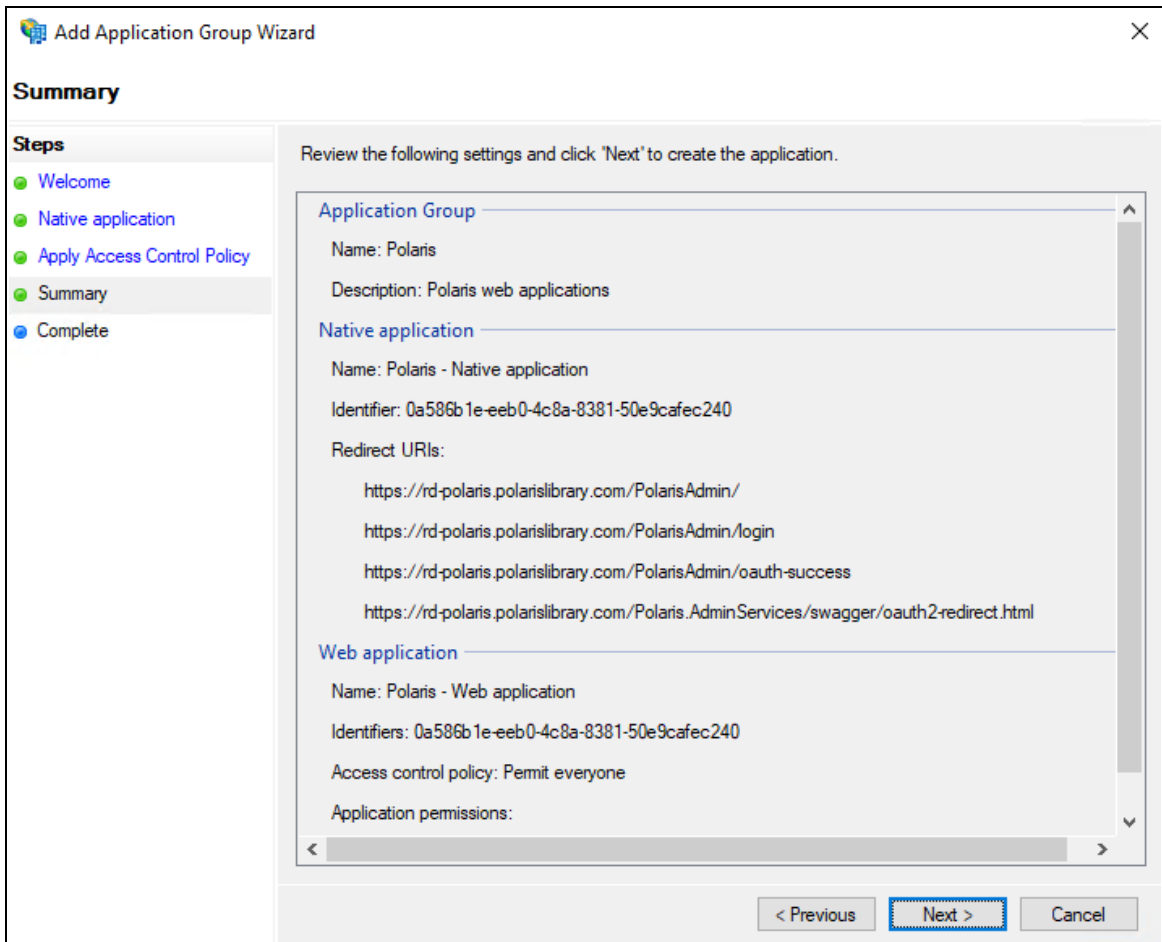 Add Application Group Wizard
Summary
Steps
Welcome
Native application
Apply Access Control Policy
Summary
Complete
Review the following settings and click 'Next' to create the application.
Application Group
Name: Polaris
Description: Polaris web applications
Native application
Name: Polaris - Native application
Identifier: 0a586b1e-eeb0-4c8a-8381-50e9cafec240
Redirect URIs:
https://rd-polaris.polarislibrary.com/PolarisAdmin/
https://rd-polaris.polarislibrary.com/PolarisAdmin/login
https://rd-polaris.polarislibrary.com/PolarisAdmin/oauth-success
https://rd-polaris.polarislibrary.com/Polaris.AdminServices/swagger/oauth2-redirect.html
Web application
Name: Polaris - Web application
Identifiers: 0a586b1e-eeb0-4c8a-8381-50e9cafec240
Access control policy: Permit everyone
Application permissions:
< Previous
Next >
Cancel